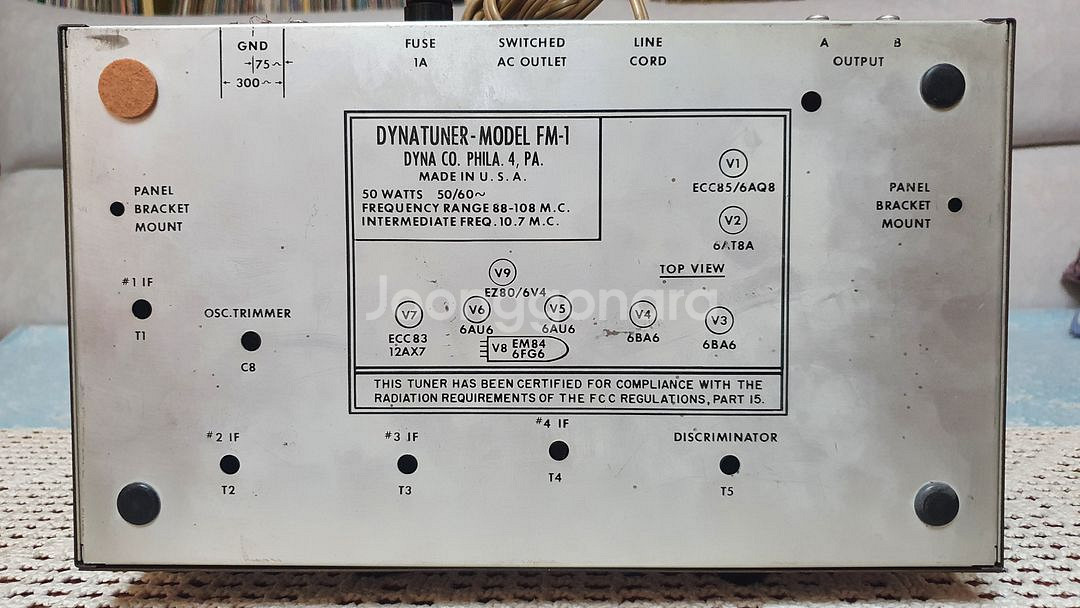 GND
75~
300~
FUSE
1A
SWITCHED
AC OUTLET
LINE
CORD
A B
OUTPUT
DYNATUNER-MODEL FM-1
DYNA CO. PHILA. 4, PA.
MADE IN U.S.A.
50 WATTS 50/60~
FREQUENCY RANGE 88-108 M.C.
INTERMEDIATE FREQ. 10.7 M.C.
V1
ECC85/6AQ8
V2
6AT8A
TOP VIEW
PANEL
BRACKET
MOUNT
PANEL
BRACKET
MOUNT
#1 IF
T1
OSC.TRIMMER
C8
V9
EZ80/6V4
V7
ECC83
12AX7
V6
6AU6
V5
6AU6
V4
6BA6
V3
6BA6
V8 EM84
6FG6
Joonggonara
THIS TUNER HAS BEEN CERTIFIED FOR COMPLIANCE WITH THE
RADIATION REQUIREMENTS OF THE FCC REGULATIONS, PART 15.
#2 IF
T2
#3 IF
T3
#4 IF
T4
DISCRIMINATOR
T5